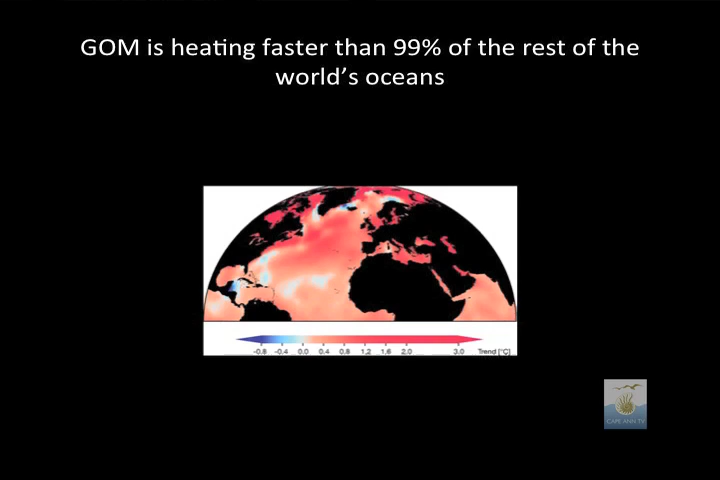 GOM is heating faster than 99% of the rest of the
world's oceans
-0.8 -0.4 0.0 0.4 0.8 1.2 1.6 2.0 3.0 Trend [°C]
CAPE ANN TV